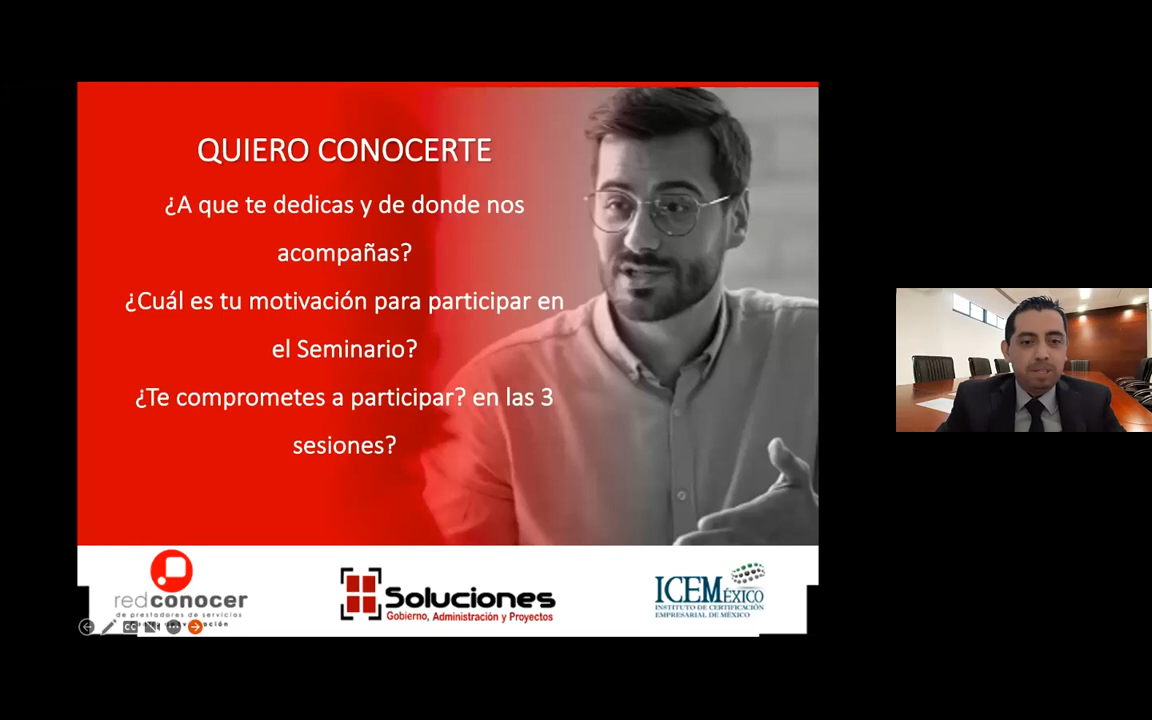 QUIERO CONOCERTE
¿A que te dedicas y de donde nos
acompañas?
¿Cuál es tu motivación para participar en
el Seminario?
¿Te comprometes a participar? en las 3
sesiones?
redconocer
de prestadores de servicios
Soluciones
Gobierno, Administración y Proyectos
ICEMÉXICO
INSTITUTO DE CERTIFICACIÓN
EMPRESARIAL DE MÉXICO
CC